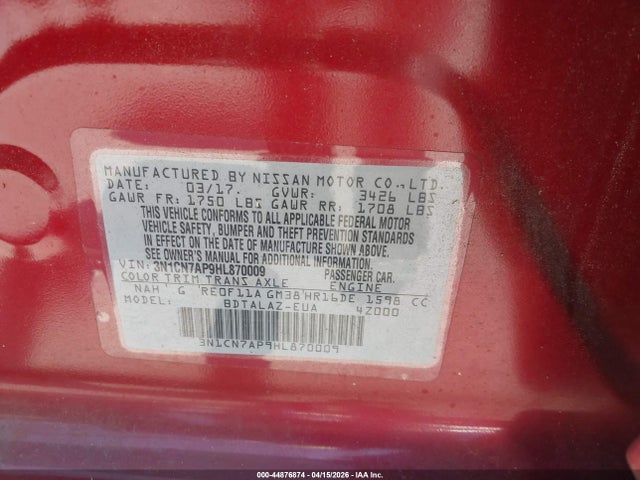 MANUFACTURED BY NISSAN MOTOR CO.,LTD.
DATE: 03/17. GVWR: 3426 LBS
GAWR FR: 1750 LBS GAWR RR: 1708 LBS
THIS VEHICLE CONFORMS TO ALL APPLICABLE FEDERAL MOTOR
VEHICLE SAFETY, BUMPER AND THEFT PREVENTION STANDARDS
IN EFFECT ON THE DATE OF MANUFACTURE SHOWN ABOVE.
SEE OWNER'S MANUAL FOR ADDITIONAL INFORMATION
VIN: 3N1CN7AP9HL870009 PASSENGER CAR.
COLOR TRIM TRANS AXLE ENGINE
NAH G RE0F11A GM38 HR16DE 1598 CC
MODEL: BDTALAZ-EUA 4Z000
3N1CN7AP9HL870009
000-44876874 - 04/15/2026 - IAA Inc.